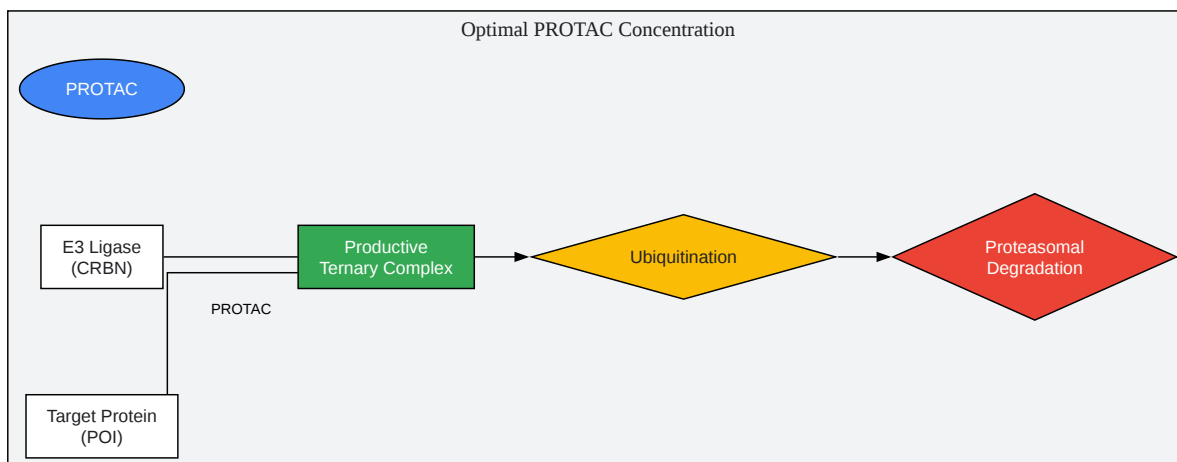 Optimal PROTAC Concentration
PROTAC
E3 Ligase
(CRBN)
Productive
Ternary Complex
Ubiquitination
Proteasomal
Degradation
PROTAC
Target Protein
(POI)